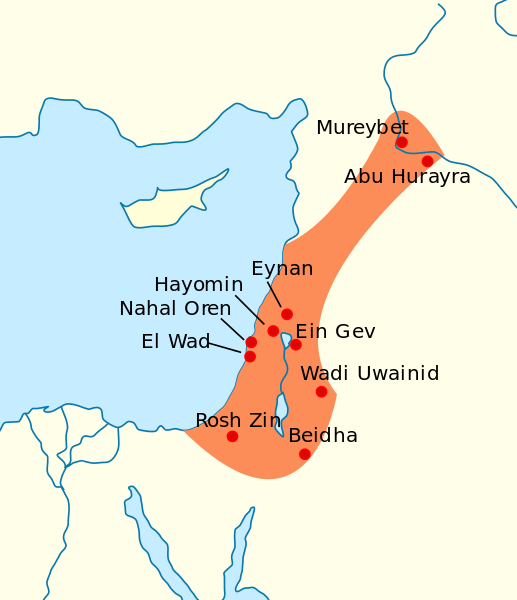 Mureybet
Abu Hurayra
Eynan
Hayomin
Nahal Oren
Ein Gev
El Wad
Wadi Uwainid
Rosh Zin
Beidha